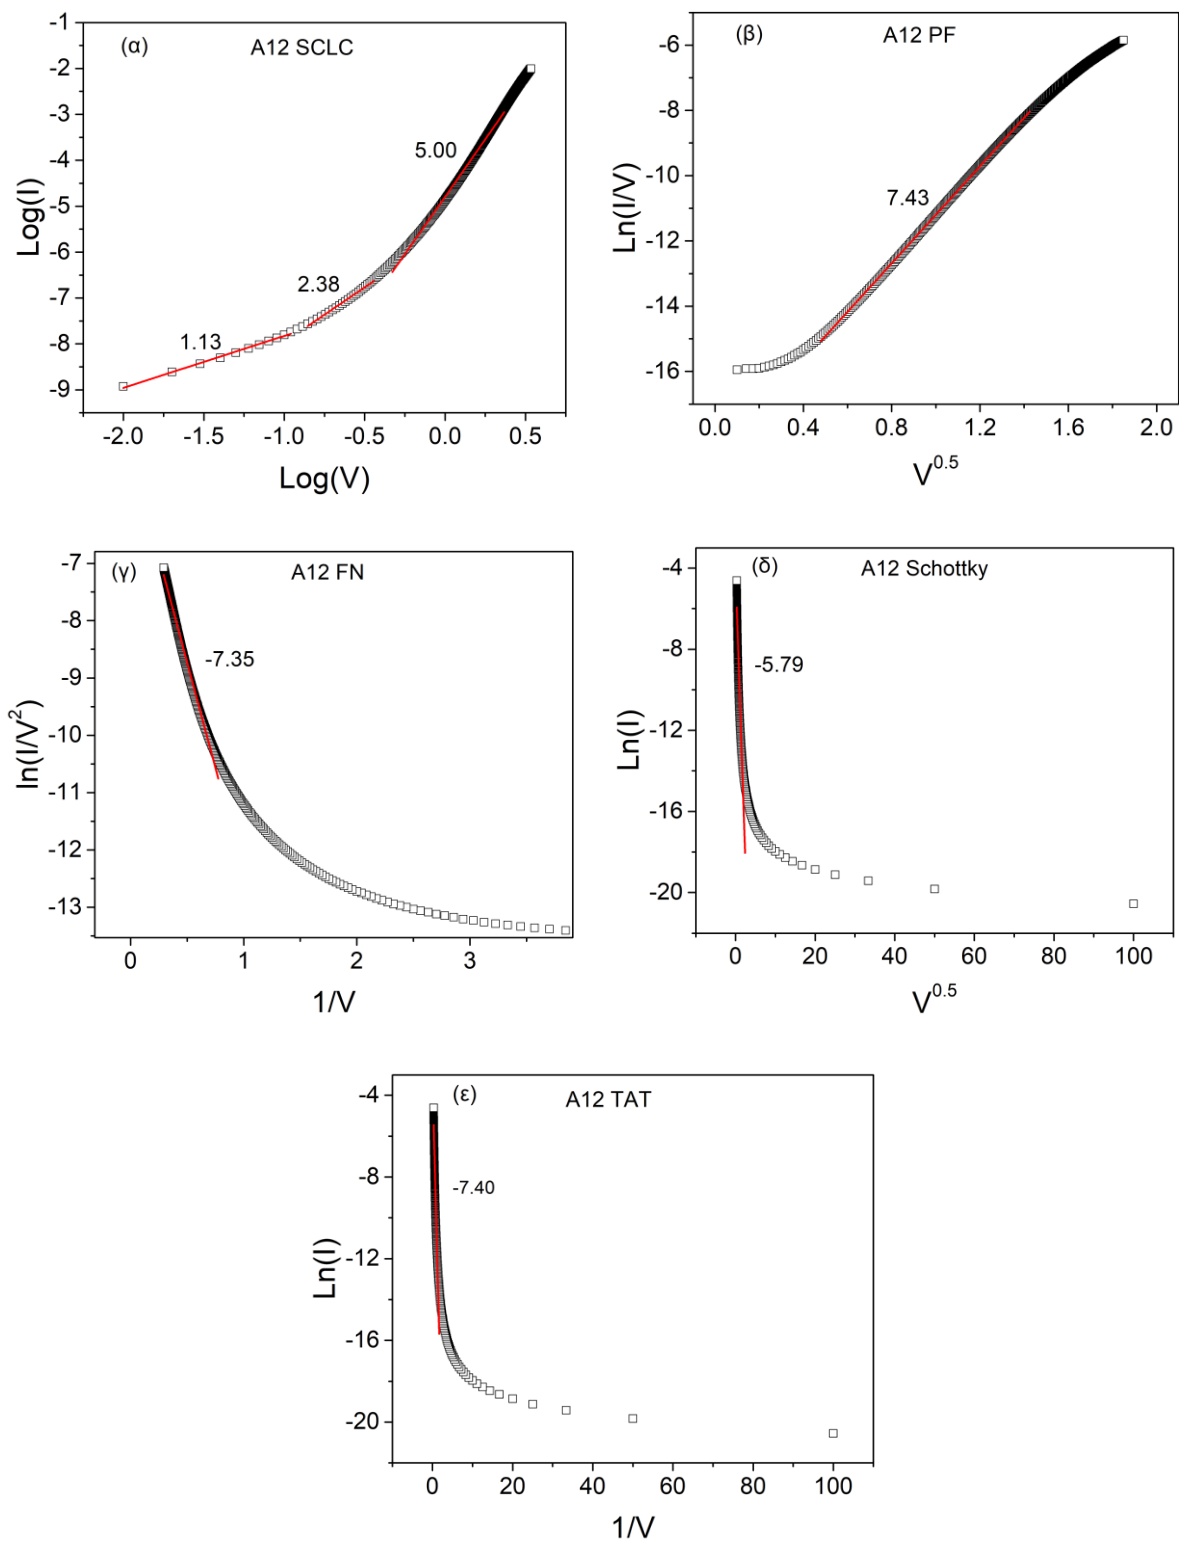 (α)
A12 SCLC
-1
-2
-3
-4
-5
-6
-7
-8
-9
Log(I)
5.00
2.38
1.13
-2.0 -1.5 -1.0 -0.5 0.0 0.5
Log(V)
(β)
A12 PF
-6
-8
-10
-12
-14
-16
Ln(I/V)
7.43
0.0 0.4 0.8 1.2 1.6 2.0
V^0.5
(γ)
A12 FN
-7
-8
-9
-10
-11
-12
-13
ln(I/V²)
-7.35
0 1 2 3
1/V
(δ)
A12 Schottky
-4
-8
-12
-16
-20
Ln(I)
-5.79
0 20 40 60 80 100
V^0.5
(ε)
A12 TAT
-4
-8
-12
-16
-20
Ln(I)
-7.40
0 20 40 60 80 100
1/V